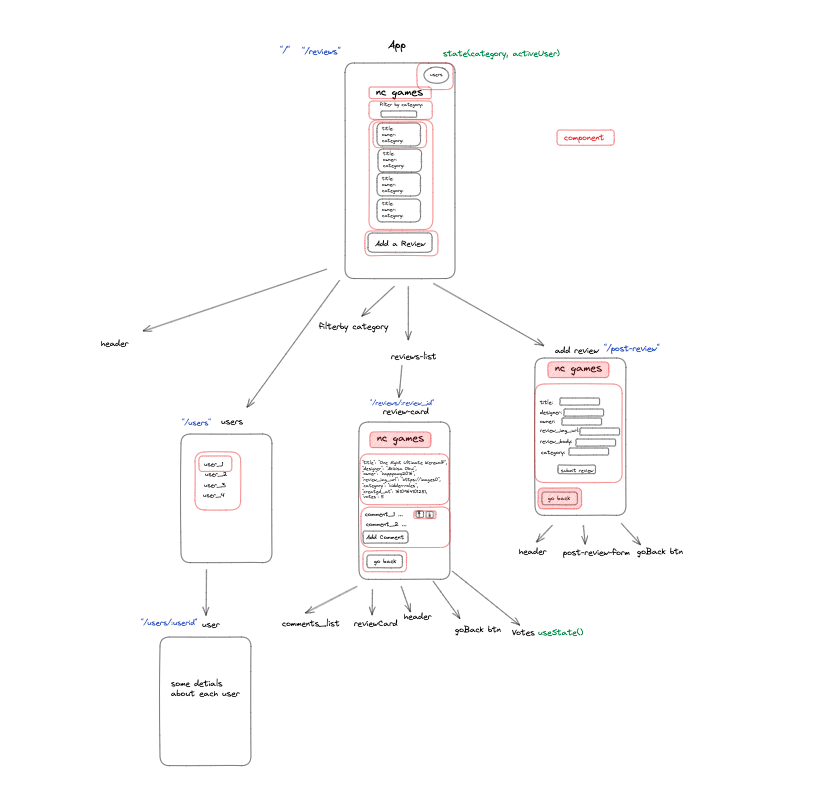 App
"/" "/reviews"
state(category, activeUser)
users
nc games
filter by category:
title:
owner:
category:
title:
owner:
category:
title:
owner:
category:
title:
owner:
category:
Add a Review
component
header
filterby category
reviews-list
add review "/post-review"
"/users" users
user_1
user_2
user_3
user_4
"/users/:userid" user
some detials
about each user
"/reviews/:review_id"
review-card
nc games
"title": "One Night Ultimate Werewolf",
"designer": "Akihisa Okui",
"owner": "happyamy2016",
"category": "hidden-roles",
"votes": 5
comment_1 ...
comment_2 ...
Add Comment
go back
comments_list
reviewCard
header
goBack btn
Votes useState()
nc games
title:
designer:
owner:
review_img_url:
review_body:
category:
submit review
go back
header
post-review-form
goBack btn